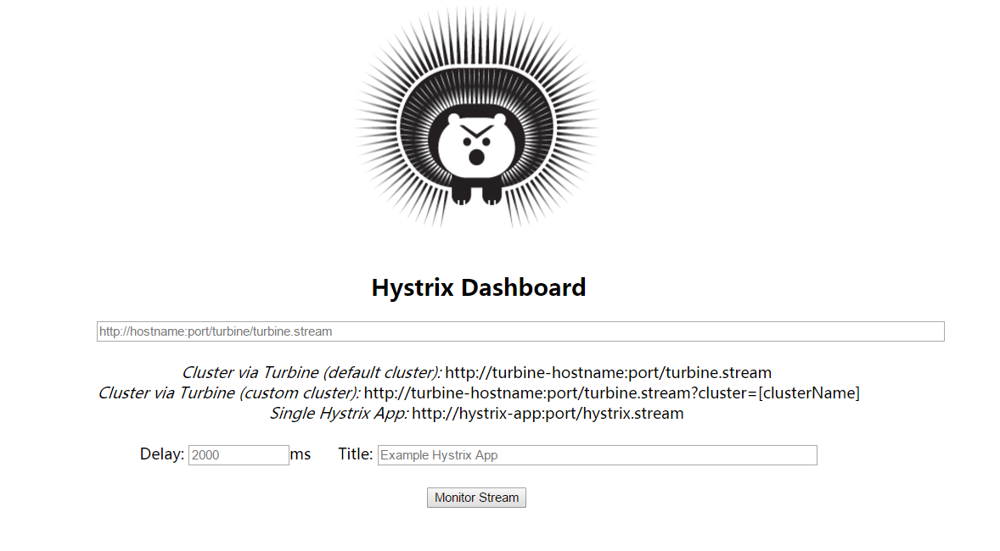 Hystrix Dashboard
http://hostname:port/turbine/turbine.stream
Cluster via Turbine (default cluster): http://turbine-hostname:port/turbine.stream
Cluster via Turbine (custom cluster): http://turbine-hostname:port/turbine.stream?cluster=[clusterName]
Single Hystrix App: http://hystrix-app:port/hystrix.stream
Delay: 2000 ms Title: Example Hystrix App
Monitor Stream